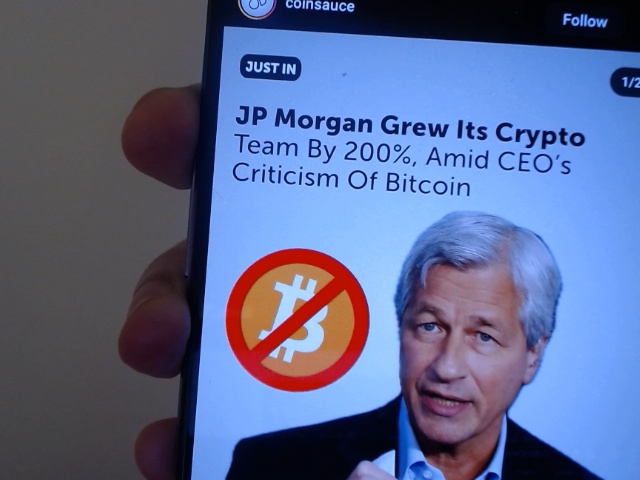 coinsauce
Follow
JUST IN
1/2
JP Morgan Grew Its Crypto
Team By 200%, Amid CEO's
Criticism Of Bitcoin